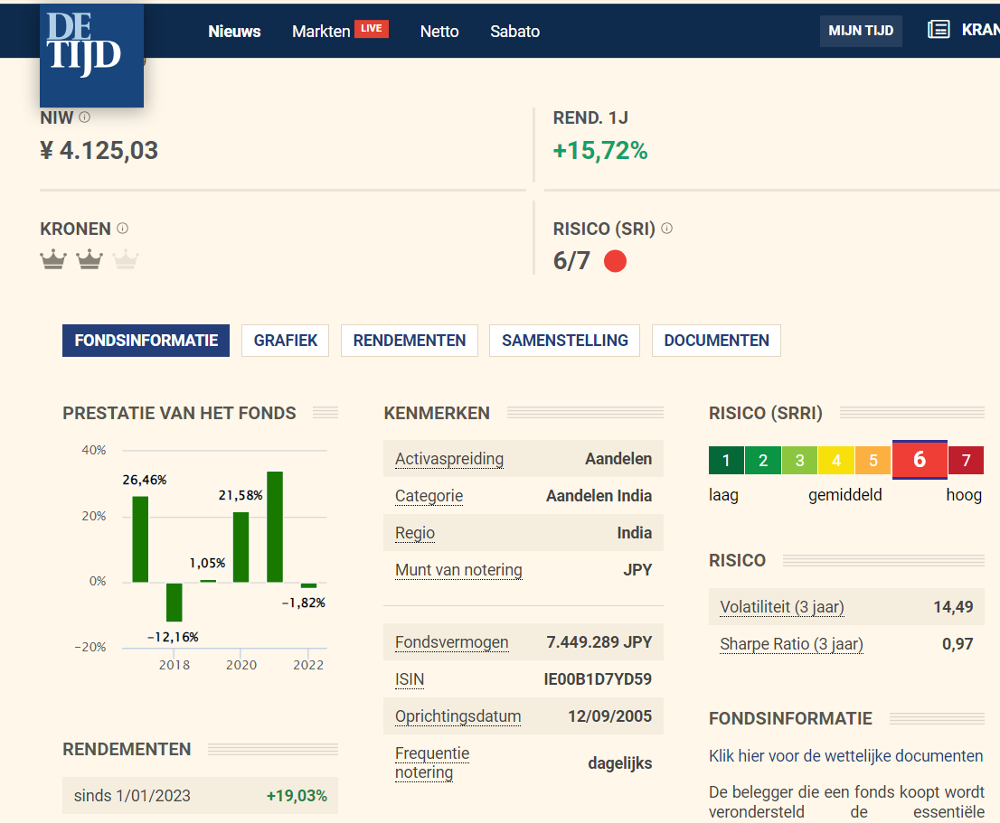 DE
TIJD
Nieuws
Markten LIVE
Netto
Sabato
MIJN TIJD
NIW
¥ 4.125,03
REND. 1J
+15,72%
KRONEN
RISICO (SRI)
6/7
FONDSINFORMATIE
GRAFIEK
RENDEMENTEN
SAMENSTELLING
DOCUMENTEN
PRESTATIE VAN HET FONDS
40%
20%
0%
−20%
26,46%
−12,16%
1,05%
21,58%
−1,82%
2018
2020
2022
RENDEMENTEN
sinds 1/01/2023 +19,03%
KENMERKEN
Activaspreiding Aandelen
Categorie Aandelen India
Regio India
Munt van notering JPY
Fondsvermogen 7.449.289 JPY
ISIN IE00B1D7YD59
Oprichtingsdatum 12/09/2005
Frequentie
notering dagelijks
RISICO (SRRI)
1 2 3 4 5 6 7
laag gemiddeld hoog
RISICO
Volatiliteit (3 jaar) 14,49
Sharpe Ratio (3 jaar) 0,97
FONDSINFORMATIE
Klik hier voor de wettelijke documenten
De belegger die een fonds koopt wordt
verondersteld de essentiële